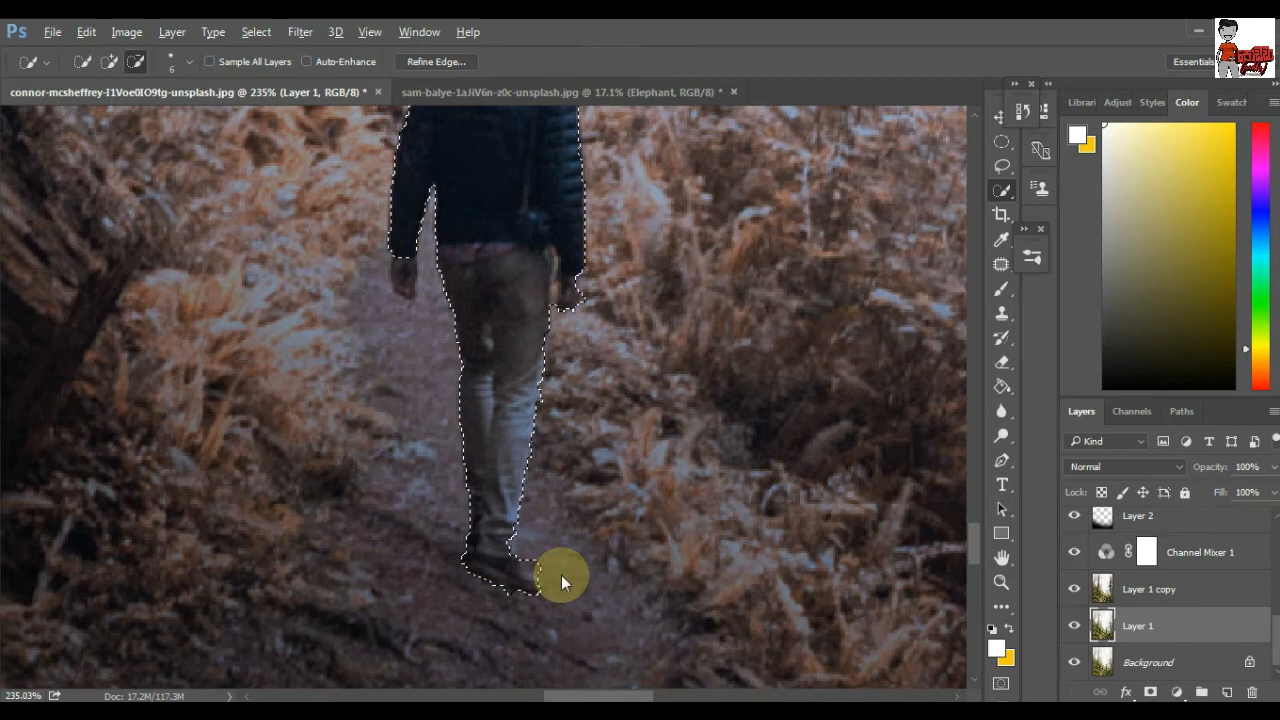 Ps File Edit Image Layer Type Select Filter 3D View Window Help
6 Sample All Layers Auto-Enhance Refine Edge... Essentials
connor-mcsheffrey-I1Voe0IO9tg-unsplash.jpg @ 235% (Layer 1, RGB/8) * × sam-balye-1aJiV6n-z0c-unsplash.jpg @ 17.1% (Elephant, RGB/8) * ×
Librari Adjust Styles Color Swatch
Layers Channels Paths
Kind
Normal Opacity: 100%
Lock: Fill: 100%
Layer 2
Channel Mixer 1
Layer 1 copy
Layer 1
Background
235.03% Doc: 17.2M/117.3M